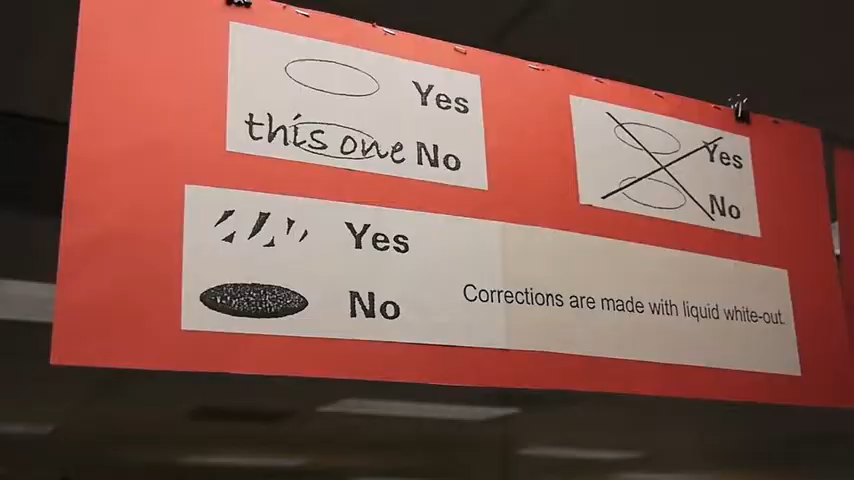 Yes
this one No
Yes
No
Yes
No
Corrections are made with liquid white-out.